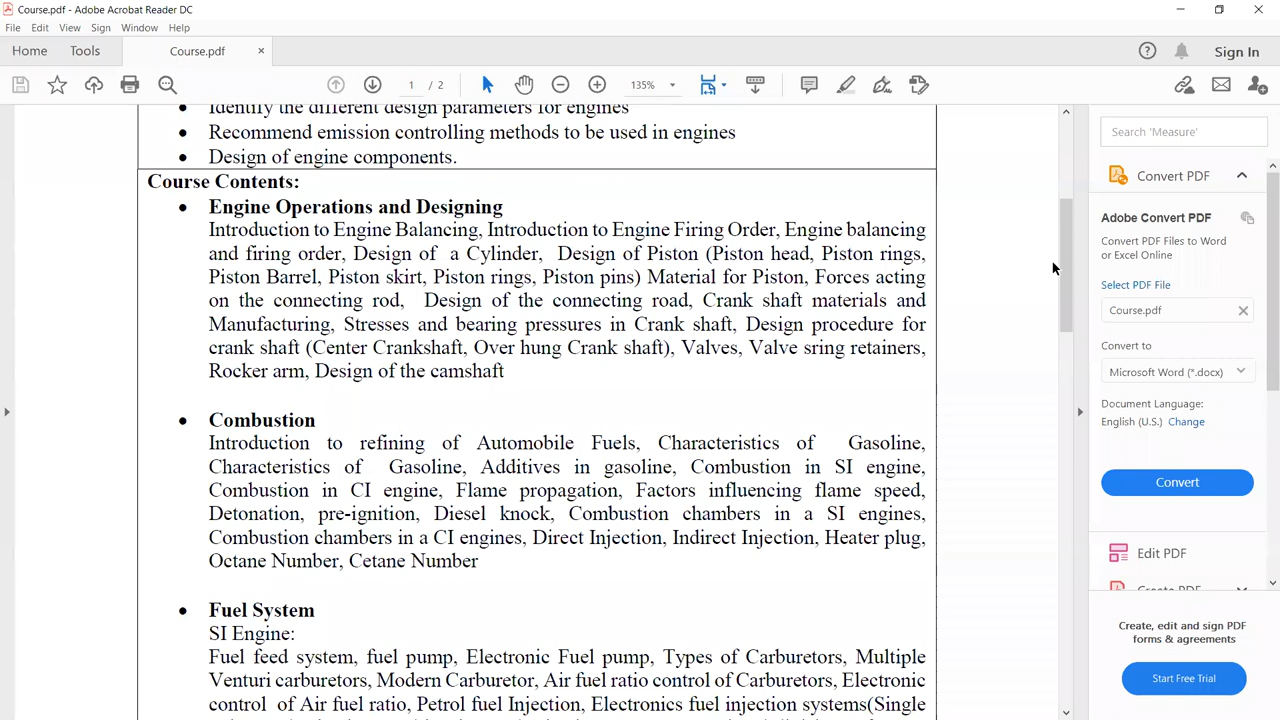 Course.pdf - Adobe Acrobat Reader DC
File Edit View Sign Window Help
Home Tools Course.pdf × Sign In
1 / 2 135%
Search 'Measure'
Identify the different design parameters for engines
Recommend emission controlling methods to be used in engines
Design of engine components.
Course Contents:
Engine Operations and Designing
Introduction to Engine Balancing, Introduction to Engine Firing Order, Engine balancing
and firing order, Design of a Cylinder, Design of Piston (Piston head, Piston rings,
Piston Barrel, Piston skirt, Piston rings, Piston pins) Material for Piston, Forces acting
on the connecting rod, Design of the connecting road, Crank shaft materials and
Manufacturing, Stresses and bearing pressures in Crank shaft, Design procedure for
crank shaft (Center Crankshaft, Over hung Crank shaft), Valves, Valve sring retainers,
Rocker arm, Design of the camshaft
Combustion
Introduction to refining of Automobile Fuels, Characteristics of Gasoline,
Characteristics of Gasoline, Additives in gasoline, Combustion in SI engine,
Combustion in CI engine, Flame propagation, Factors influencing flame speed,
Detonation, pre-ignition, Diesel knock, Combustion chambers in a SI engines,
Combustion chambers in a CI engines, Direct Injection, Indirect Injection, Heater plug,
Octane Number, Cetane Number
Fuel System
SI Engine:
Fuel feed system, fuel pump, Electronic Fuel pump, Types of Carburetors, Multiple
Venturi carburetors, Modern Carburetor, Air fuel ratio control of Carburetors, Electronic
control of Air fuel ratio, Petrol fuel Injection, Electronics fuel injection systems(Single
Convert PDF
Adobe Convert PDF
Convert PDF Files to Word
or Excel Online
Select PDF File
Course.pdf
Convert to
Microsoft Word (*.docx)
Document Language:
English (U.S.) Change
Convert
Edit PDF
Create PDF
Create, edit and sign PDF
forms & agreements
Start Free Trial